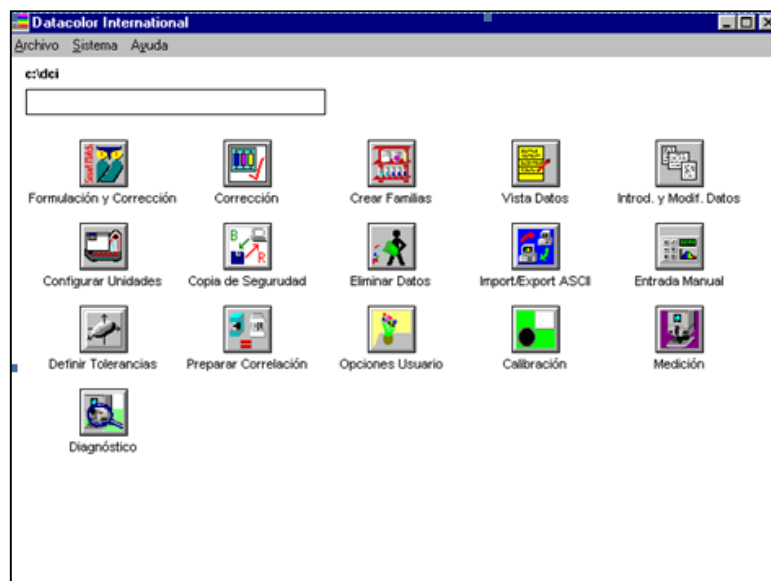 Datacolor International
Archivo Sistema Ayuda
c:\dci
Formulación y Corrección Corrección Crear Familias Vista Datos Introd. y Modif. Datos
Configurar Unidades Copia de Segurudad Eliminar Datos Import/Export ASCII Entrada Manual
Definir Tolerancias Preparar Correlación Opciones Usuario Calibración Medición
Diagnóstico